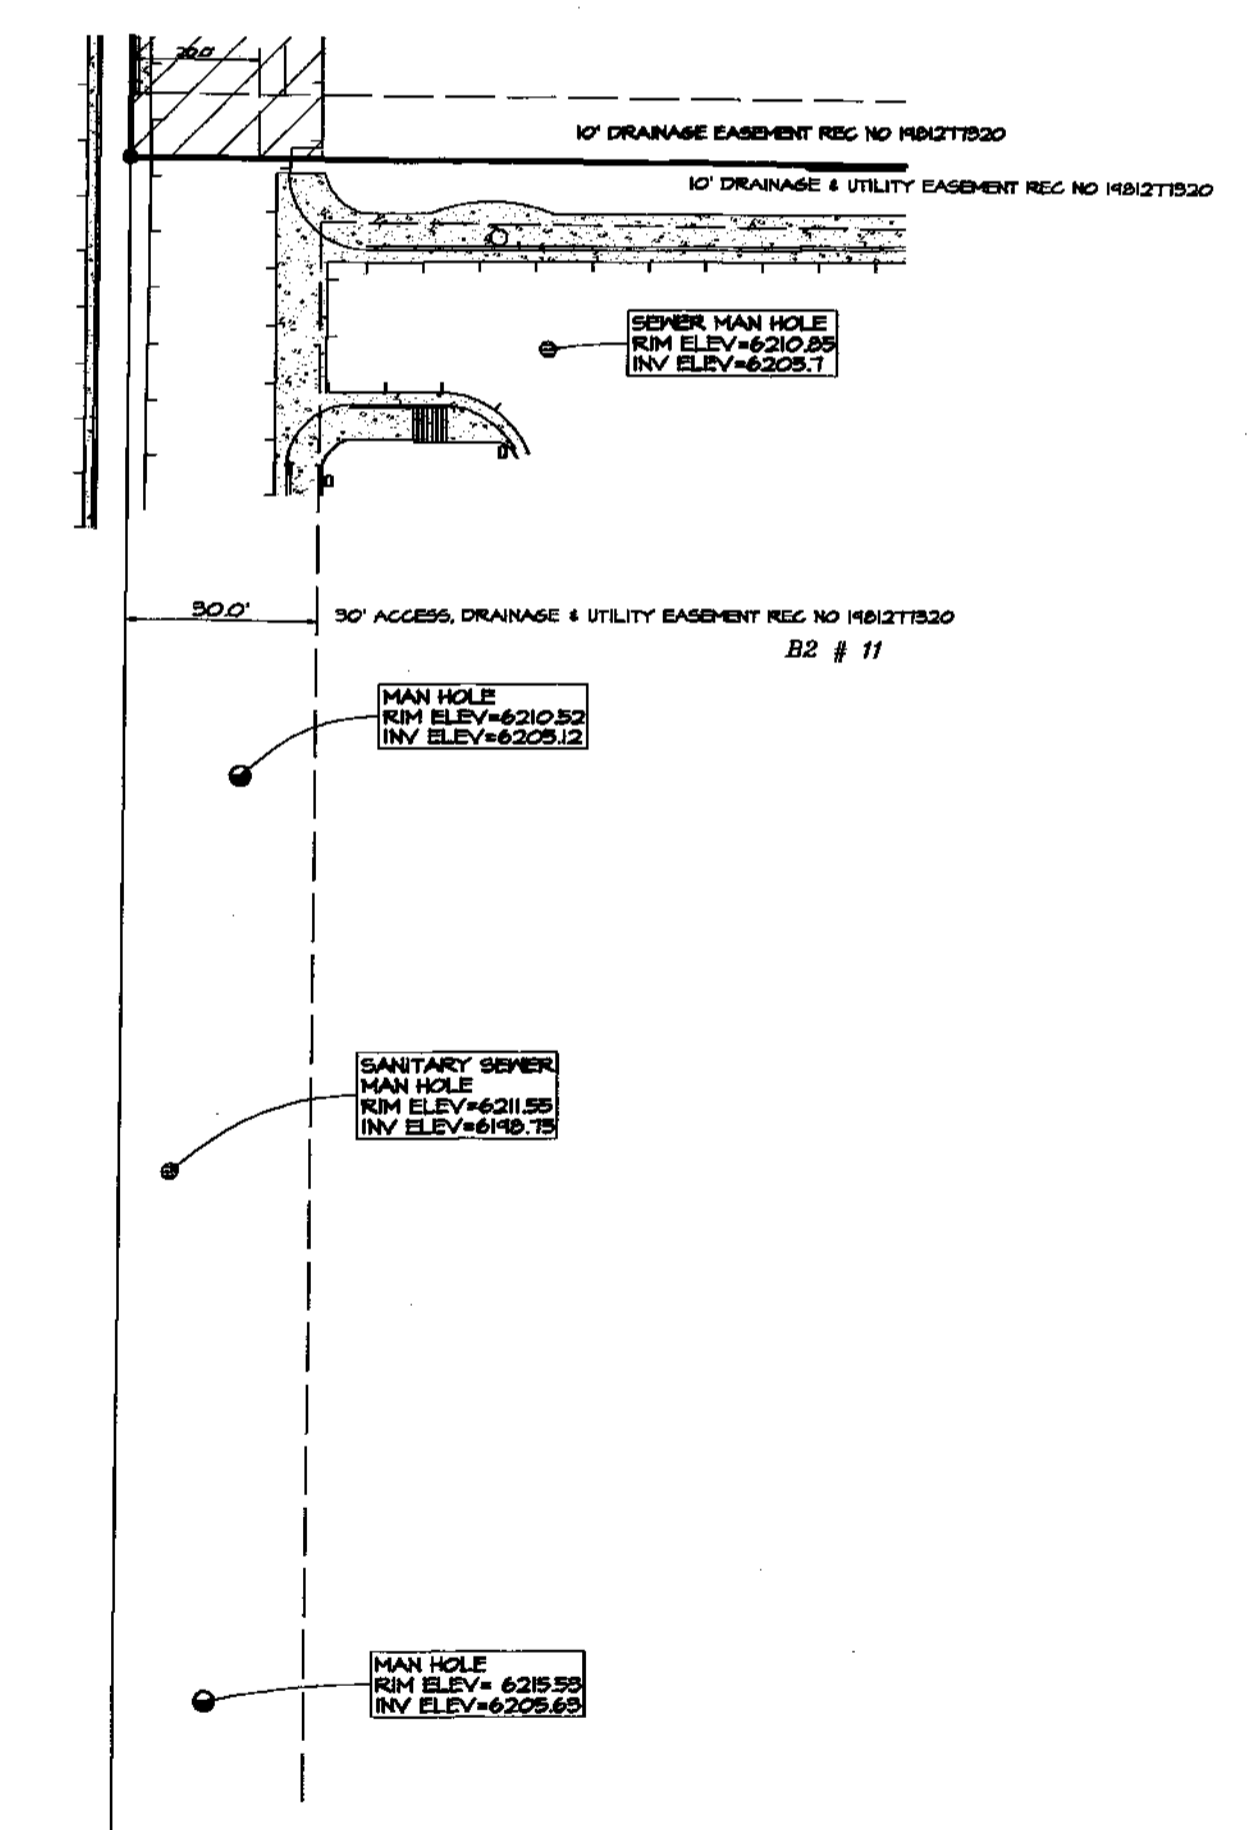 10' DRAINAGE EASEMENT REC NO 1981277320
10' DRAINAGE & UTILITY EASEMENT REC NO 1981277320
SEWER MAN HOLE
RIM ELEV=6210.85
INV ELEV=6205.7
30.0'
30' ACCESS, DRAINAGE & UTILITY EASEMENT REC NO 1981277320
B2 # 11
MAN HOLE
RIM ELEV=6210.52
INV ELEV=6205.12
SANITARY SEWER
MAN HOLE
RIM ELEV=6211.55
INV ELEV=6198.75
MAN HOLE
RIM ELEV= 6215.53
INV ELEV=6205.63